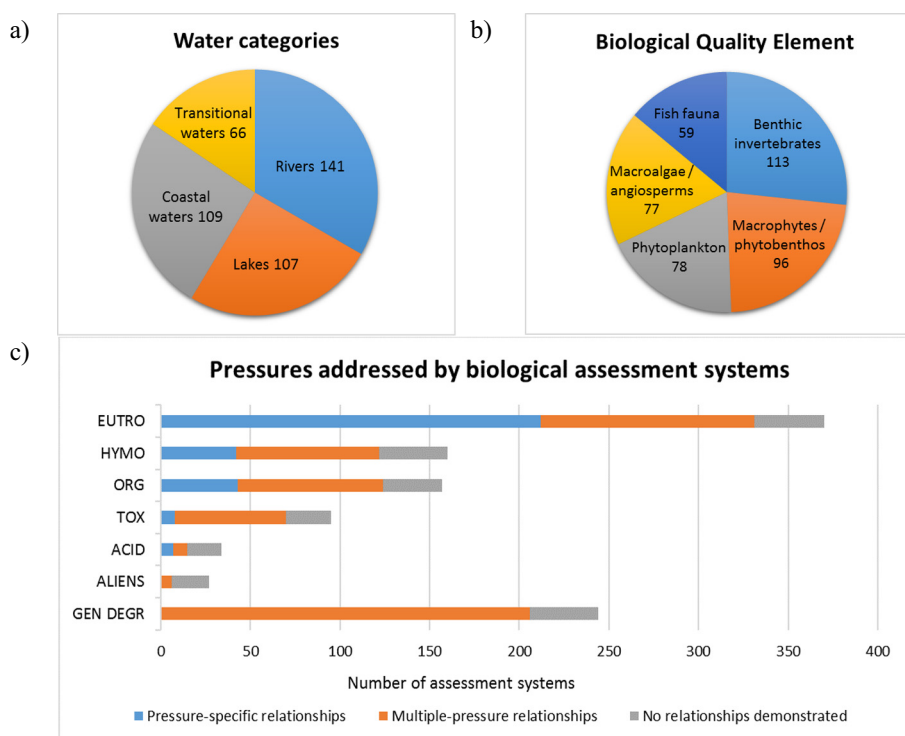 a)
Water categories
Transitional
waters 66
Rivers 141
Coastal
waters 109
Lakes 107
b)
Biological Quality Element
Fish fauna
59
Benthic
invertebrates
113
Macroalgae/
angiosperms
77
Macrophytes/
phytobenthos
96
Phytoplankton
78
c)
Pressures addressed by biological assessment systems
EUTRO
HYMO
ORG
TOX
ACID
ALIENS
GEN DEGR
0 50 100 150 200 250 300 350 400
Number of assessment systems
Pressure-specific relationships Multiple-pressure relationships No relationships demonstrated